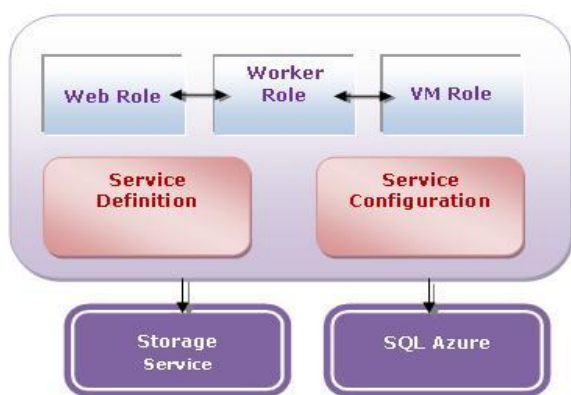 Web Role
Worker
Role
VM Role
Service
Definition
Service
Configuration
Storage
Service
SQL Azure